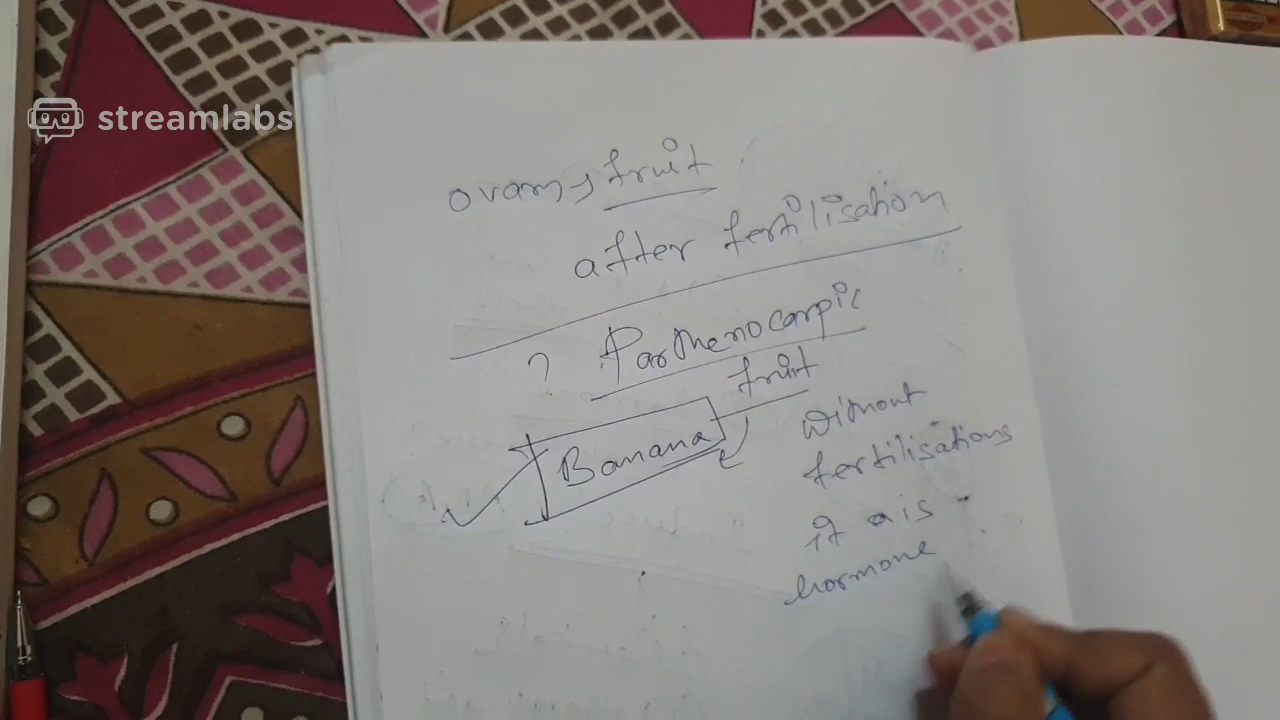 streamlabs
ovary → fruit
after fertilisation
? Parthenocarpic
fruit
Banana
without
fertilisations
it is
hormone